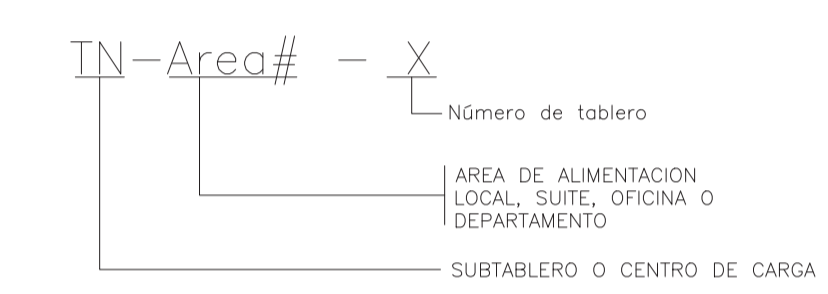 TN-Area# - X
Número de tablero
AREA DE ALIMENTACION
LOCAL, SUITE, OFICINA O
DEPARTAMENTO
SUBTABLERO O CENTRO DE CARGA